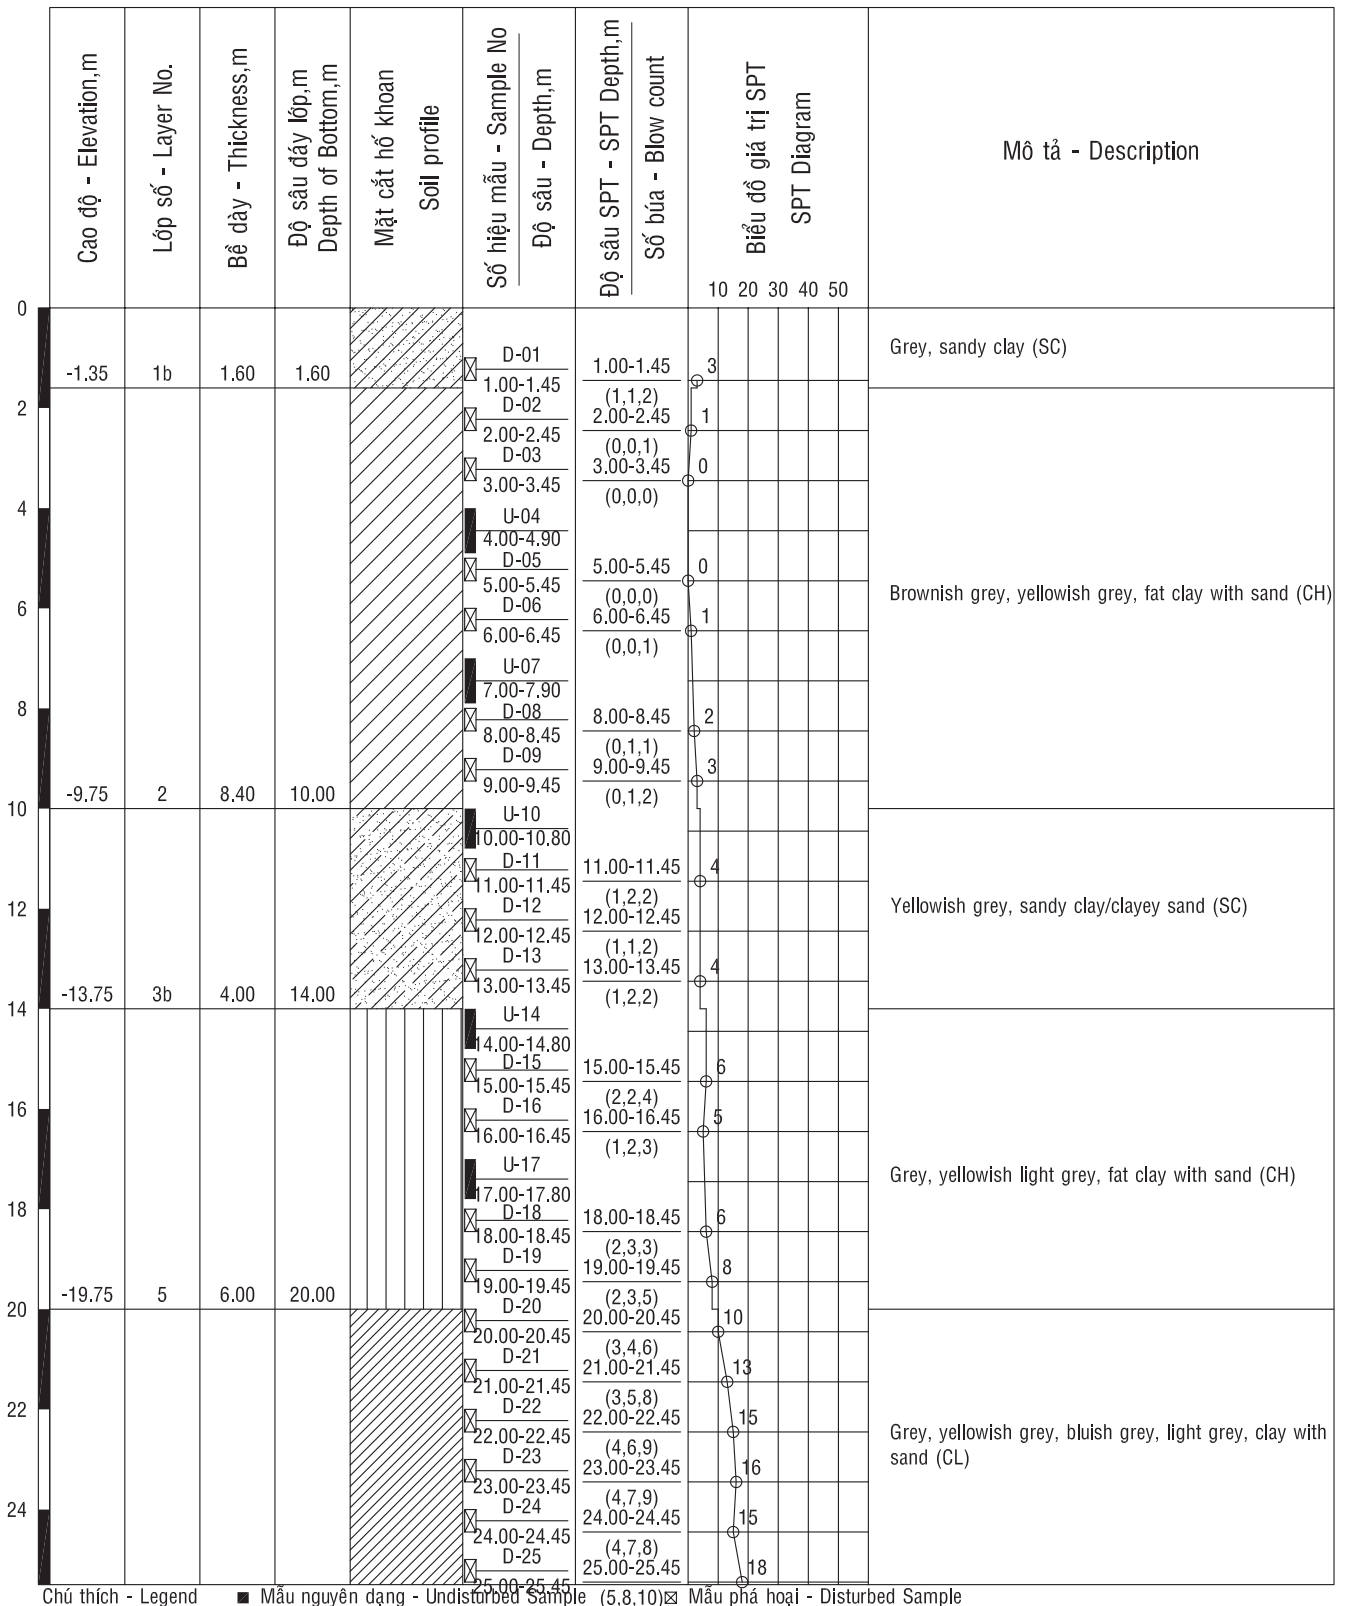 Cao độ - Elevation,m
Lớp số - Layer No.
Bề dày - Thickness,m
Độ sâu đáy lớp,m
Depth of Bottom,m
Mặt cắt hố khoan
Soil profile
Số hiệu mẫu - Sample No
Độ sâu - Depth,m
Độ sâu SPT - SPT Depth,m
Số búa - Blow count
Biểu đồ giá trị SPT
SPT Diagram
10 20 30 40 50
Mô tả - Description
0
Grey, sandy clay (SC)
D-01
1.00-1.45 3
-1.35 1b 1.60 1.60
1.00-1.45
(1,1,2)
2
D-02
2.00-2.45 1
2.00-2.45
(0,0,1)
D-03
3.00-3.45 0
3.00-3.45
(0,0,0)
4
U-04
4.00-4.90
D-05
5.00-5.45 0
5.00-5.45
(0,0,0)
Brownish grey, yellowish grey, fat clay with sand (CH)
6
D-06
6.00-6.45 1
6.00-6.45
(0,0,1)
U-07
7.00-7.90
8
D-08
8.00-8.45 2
8.00-8.45
(0,1,1)
D-09
9.00-9.45 3
9.00-9.45
(0,1,2)
-9.75 2 8.40 10.00
10
U-10
10.00-10.80
D-11
11.00-11.45 4
11.00-11.45
(1,2,2)
Yellowish grey, sandy clay/clayey sand (SC)
12
D-12
12.00-12.45
12.00-12.45
(1,1,2)
D-13
13.00-13.45 4
13.00-13.45
(1,2,2)
-13.75 3b 4.00 14.00
14
U-14
14.00-14.80
D-15
15.00-15.45 6
15.00-15.45
(2,2,4)
16
D-16
16.00-16.45 5
16.00-16.45
(1,2,3)
U-17
Grey, yellowish light grey, fat clay with sand (CH)
17.00-17.80
18
D-18
18.00-18.45 6
18.00-18.45
(2,3,3)
D-19
19.00-19.45 8
19.00-19.45
(2,3,5)
-19.75 5 6.00 20.00
20
D-20
20.00-20.45 10
20.00-20.45
(3,4,6)
D-21
21.00-21.45 13
21.00-21.45
(3,5,8)
22
D-22
22.00-22.45 15
22.00-22.45
(4,6,9)
Grey, yellowish grey, bluish grey, light grey, clay with
sand (CL)
D-23
23.00-23.45 16
23.00-23.45
(4,7,9)
24
D-24
24.00-24.45 15
24.00-24.45
(4,7,8)
D-25
25.00-25.45 18
25.00-25.45
(5,8,10)
Chú thích - Legend Mẫu nguyên dạng - Undisturbed Sample Mẫu phá hoại - Disturbed Sample